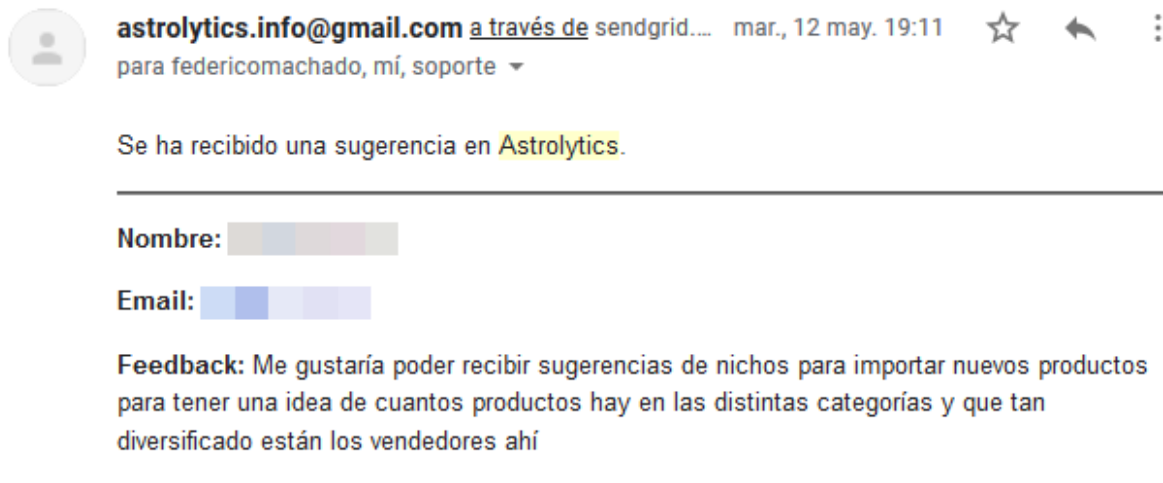 astrolytics.info@gmail.com a través de sendgrid.... mar., 12 may. 19:11
para federicomachado, mí, soporte
Se ha recibido una sugerencia en Astrolytics.
Nombre:
Email:
Feedback: Me gustaría poder recibir sugerencias de nichos para importar nuevos productos
para tener una idea de cuantos productos hay en las distintas categorías y que tan
diversificado están los vendedores ahí